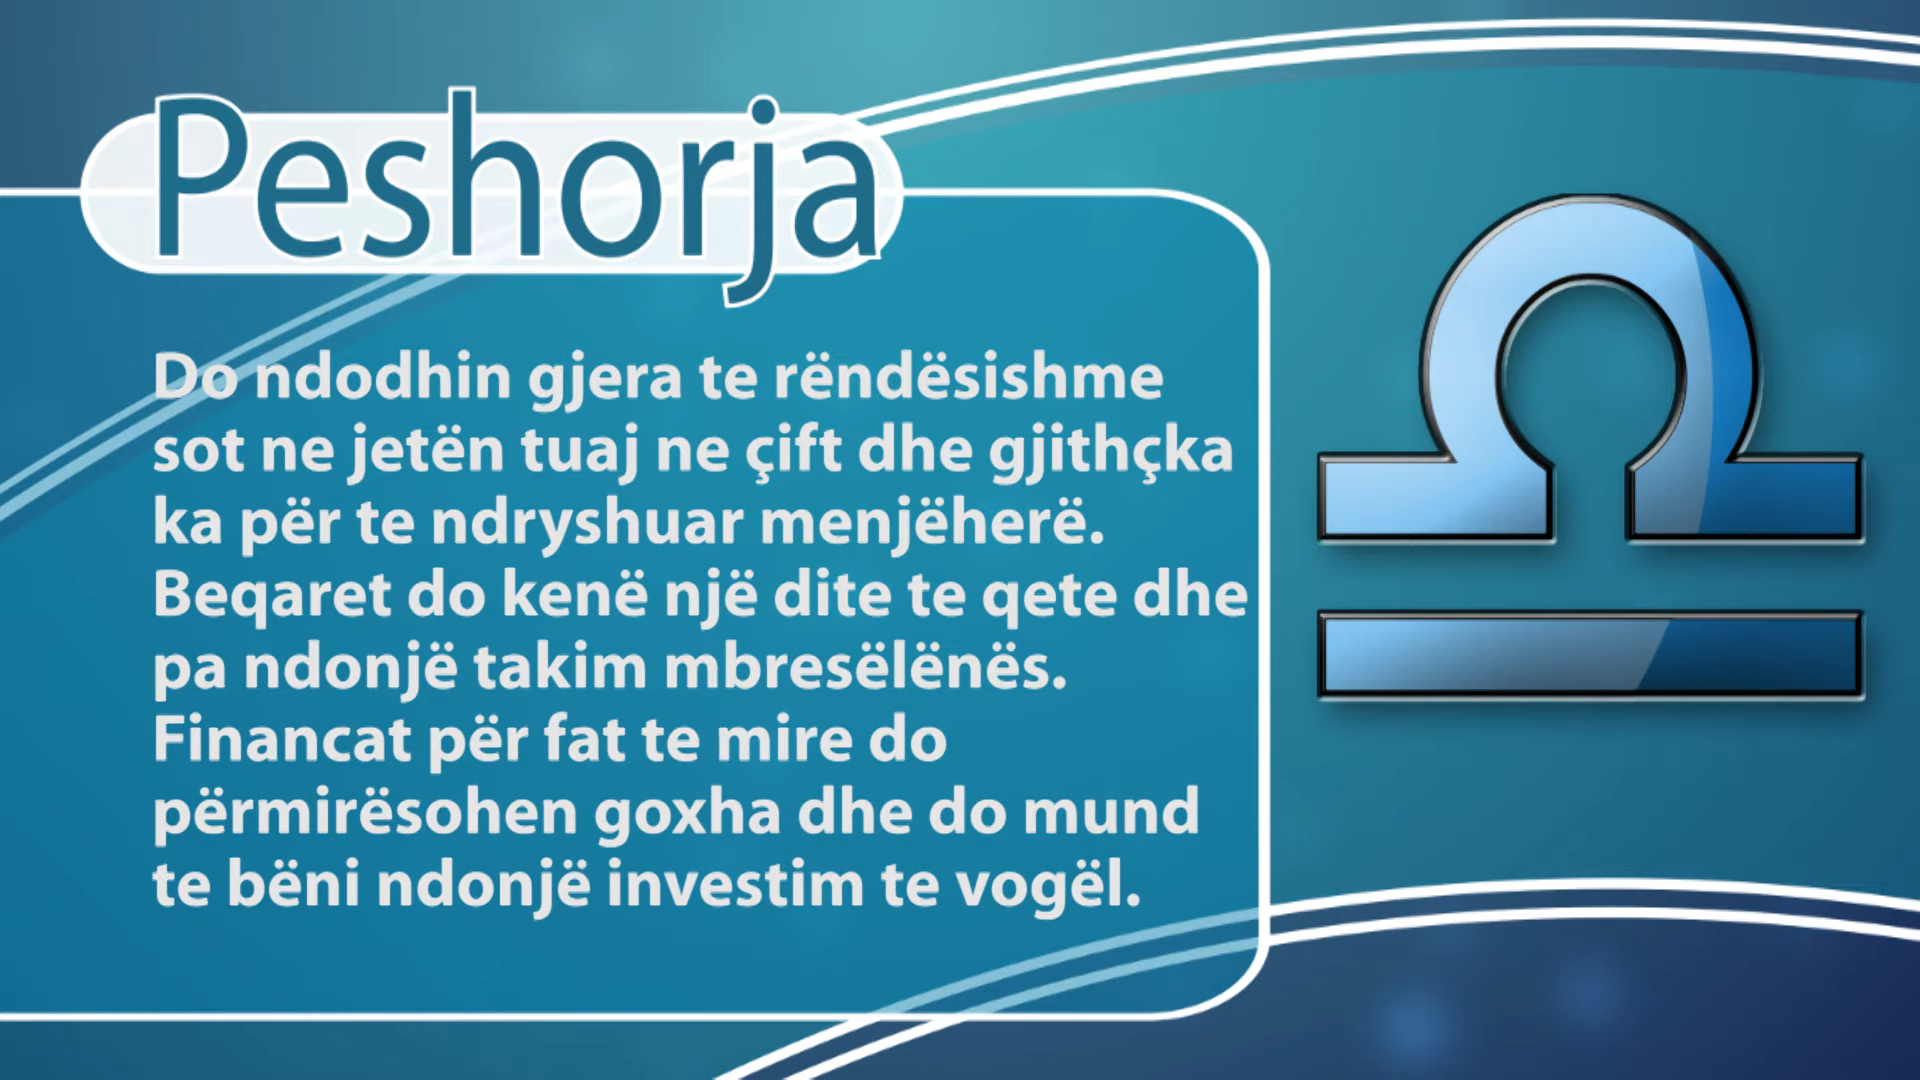 Peshorja
Do ndodhin gjera te rëndësishme
sot ne jetën tuaj ne çift dhe gjithçka
ka për te ndryshuar menjëherë.
Beqaret do kenë një dite te qete dhe
pa ndonjë takim mbresëlënës.
Financat për fat te mire do
përmirësohen goxha dhe do mund
te bëni ndonjë investim te vogël.